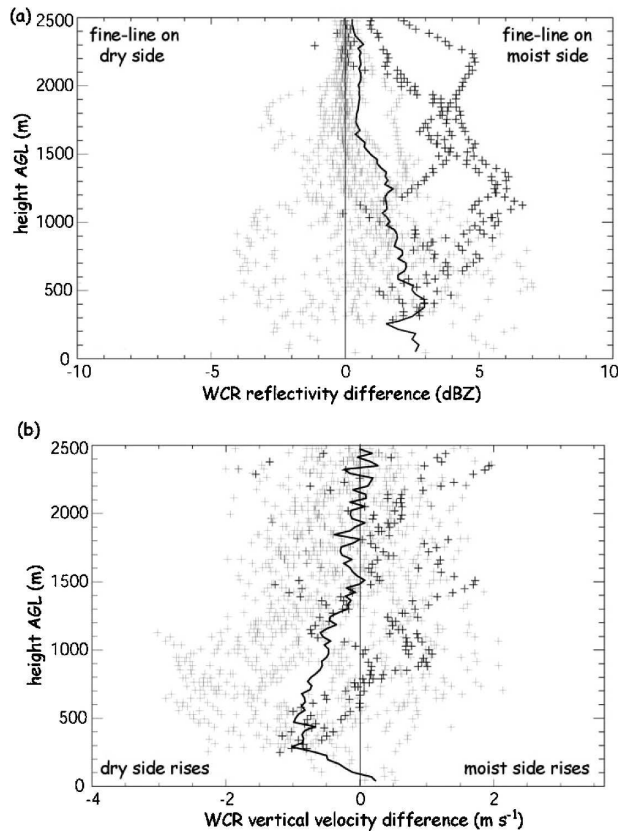 (a)
fine-line on
dry side
fine-line on
moist side
height AGL (m)
2500
2000
1500
1000
500
0
-10
-5
0
5
10
WCR reflectivity difference (dBZ)
(b)
height AGL (m)
2500
2000
1500
1000
500
0
dry side rises
moist side rises
-4
-2
0
2
WCR vertical velocity difference (m s⁻¹)